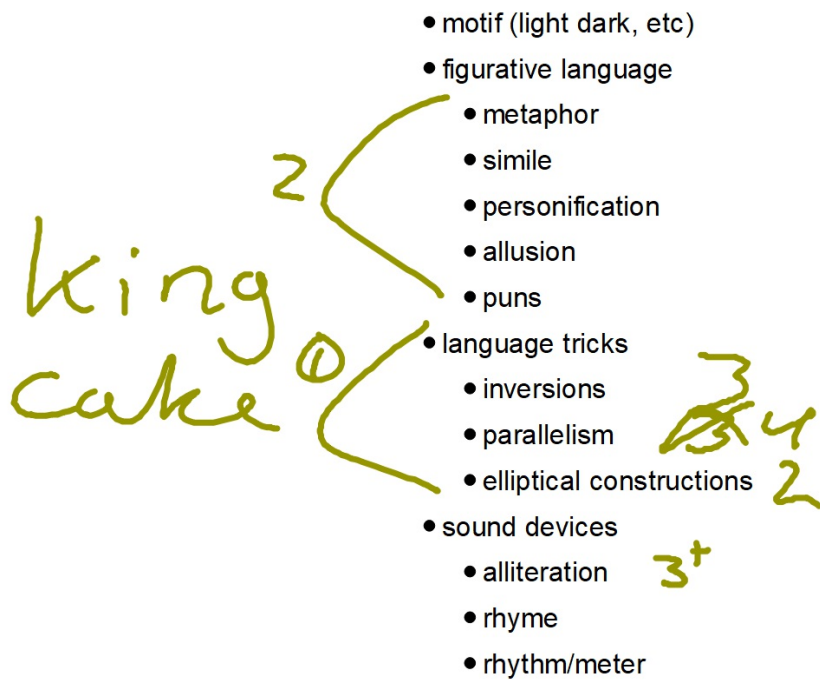 • motif (light dark, etc)
• figurative language
• metaphor
2
• simile
• personification
• allusion
king
• puns
• language tricks
①
3
• inversions
cake
• parallelism
4
• elliptical constructions 2
• sound devices
• alliteration 3+
• rhyme
• rhythm/meter